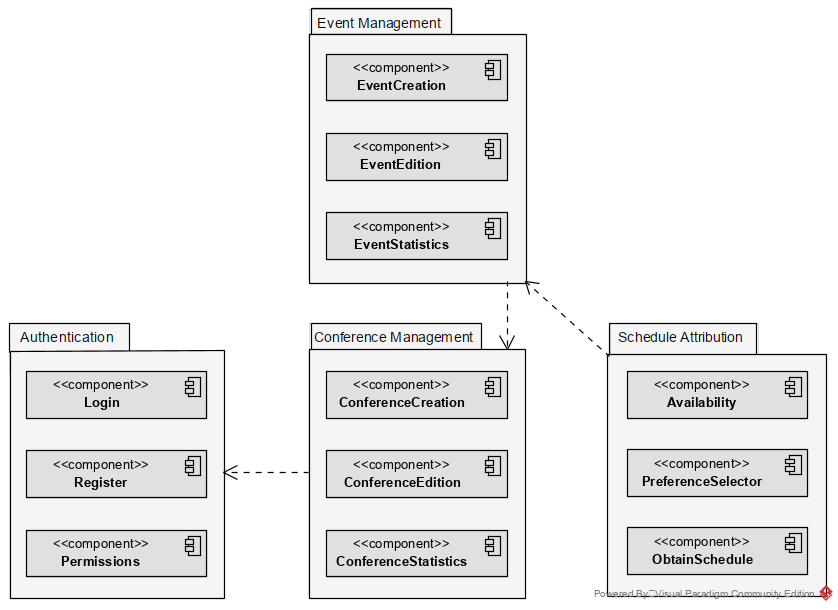 Event Management
<<component>>
EventCreation
<<component>>
EventEdition
<<component>>
EventStatistics
Authentication
<<component>>
Login
<<component>>
Register
<<component>>
Permissions
Conference Management
<<component>>
ConferenceCreation
<<component>>
ConferenceEdition
<<component>>
ConferenceStatistics
Schedule Attribution
<<component>>
Availability
<<component>>
PreferenceSelector
<<component>>
ObtainSchedule
Powered By Visual Paradigm Community Edition